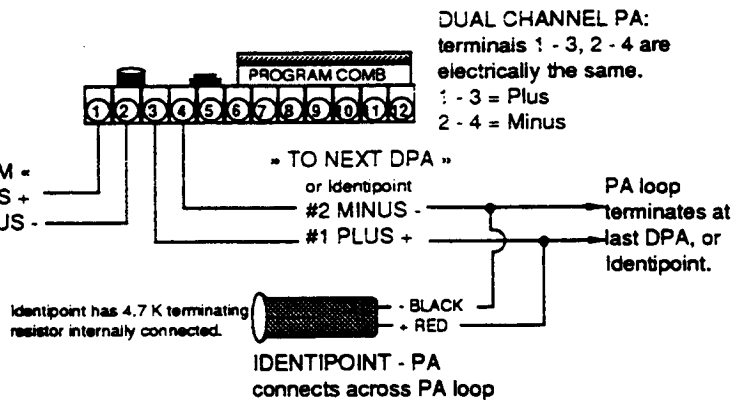 DUAL CHANNEL PA:
terminals 1 - 3, 2 - 4 are
electrically the same.
1 - 3 = Plus
2 - 4 = Minus
PROGRAM COMB
1 2 3 4 5 6 7 8 9 10 11 12
» TO NEXT DPA »
or Identipoint
M «
S +
US -
#2 MINUS -
#1 PLUS +
PA loop
terminates at
last DPA, or
Identipoint.
Identipoint has 4.7 K terminating
resistor internally connected.
- BLACK
+ RED
IDENTIPOINT - PA
connects across PA loop